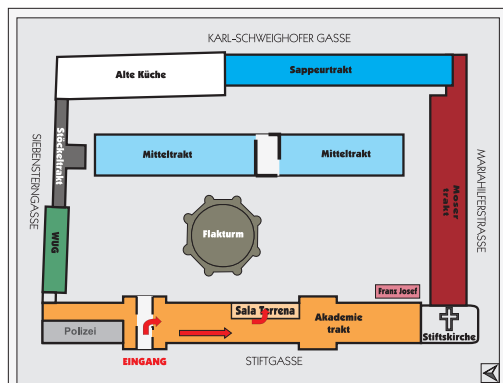 KARL-SCHWEIGHOFER GASSE
Alte Küche
Sappeurtrakt
Stöckeltrakt
SIEBENSTERNGASSE
Mitteltrakt
Mitteltrakt
MARIAHILFERSTRASSE
Moser
trakt
Flakturm
WUG
Franz Josef
Sala Terrena
Akademie
trakt
Polizei
Stiftskirche
EINGANG
STIFTGASSE